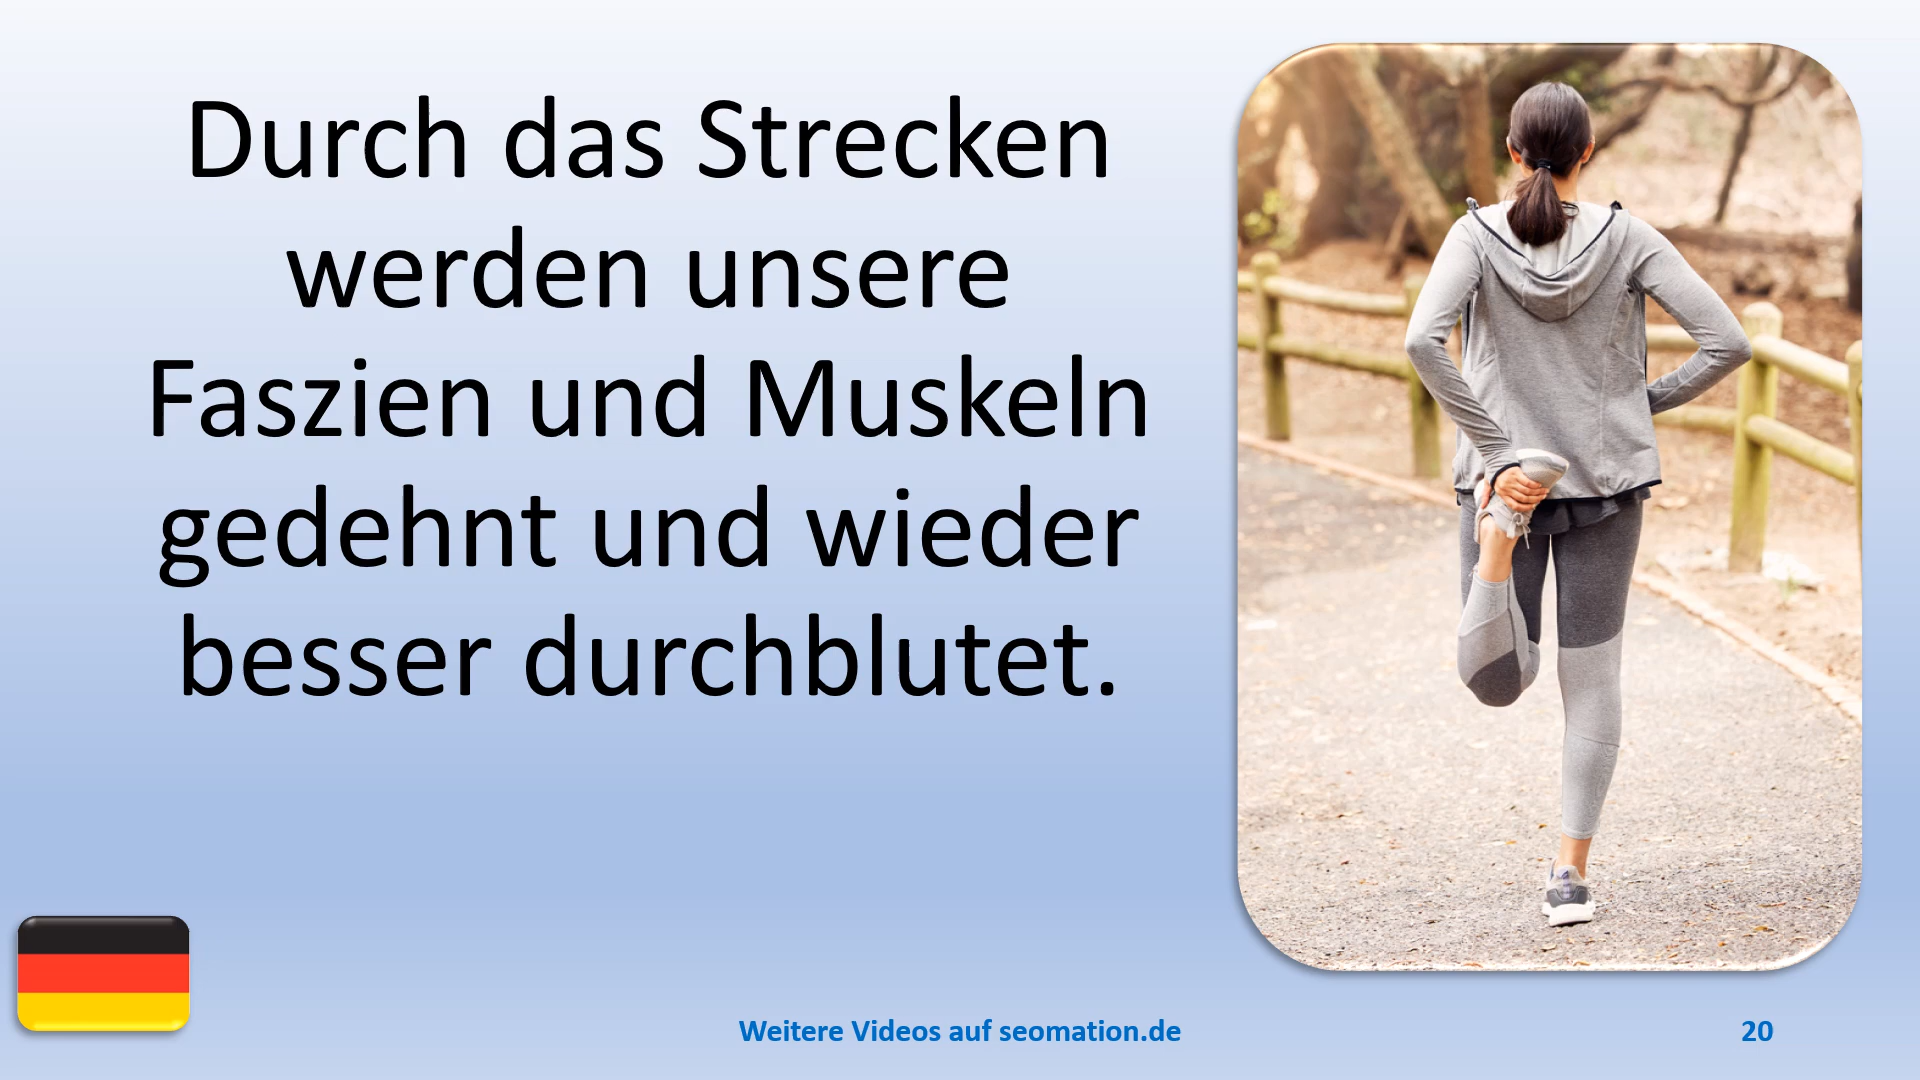 Durch das Strecken
werden unsere
Faszien und Muskeln
gedehnt und wieder
besser durchblutet.
Weitere Videos auf seomation.de
20